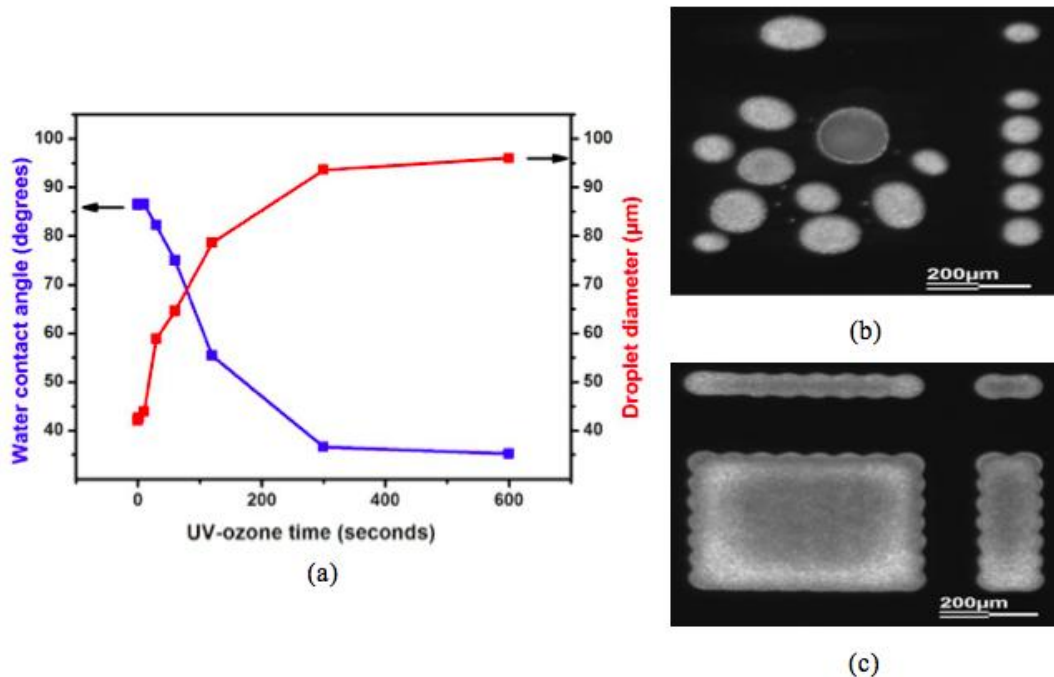 100
90
80
70
60
50
40
Water contact angle (degrees)
100
90
80
70
60
50
40
Droplet diameter (µm)
0
200
400
600
UV-ozone time (seconds)
(a)
200µm
(b)
200µm
(c)